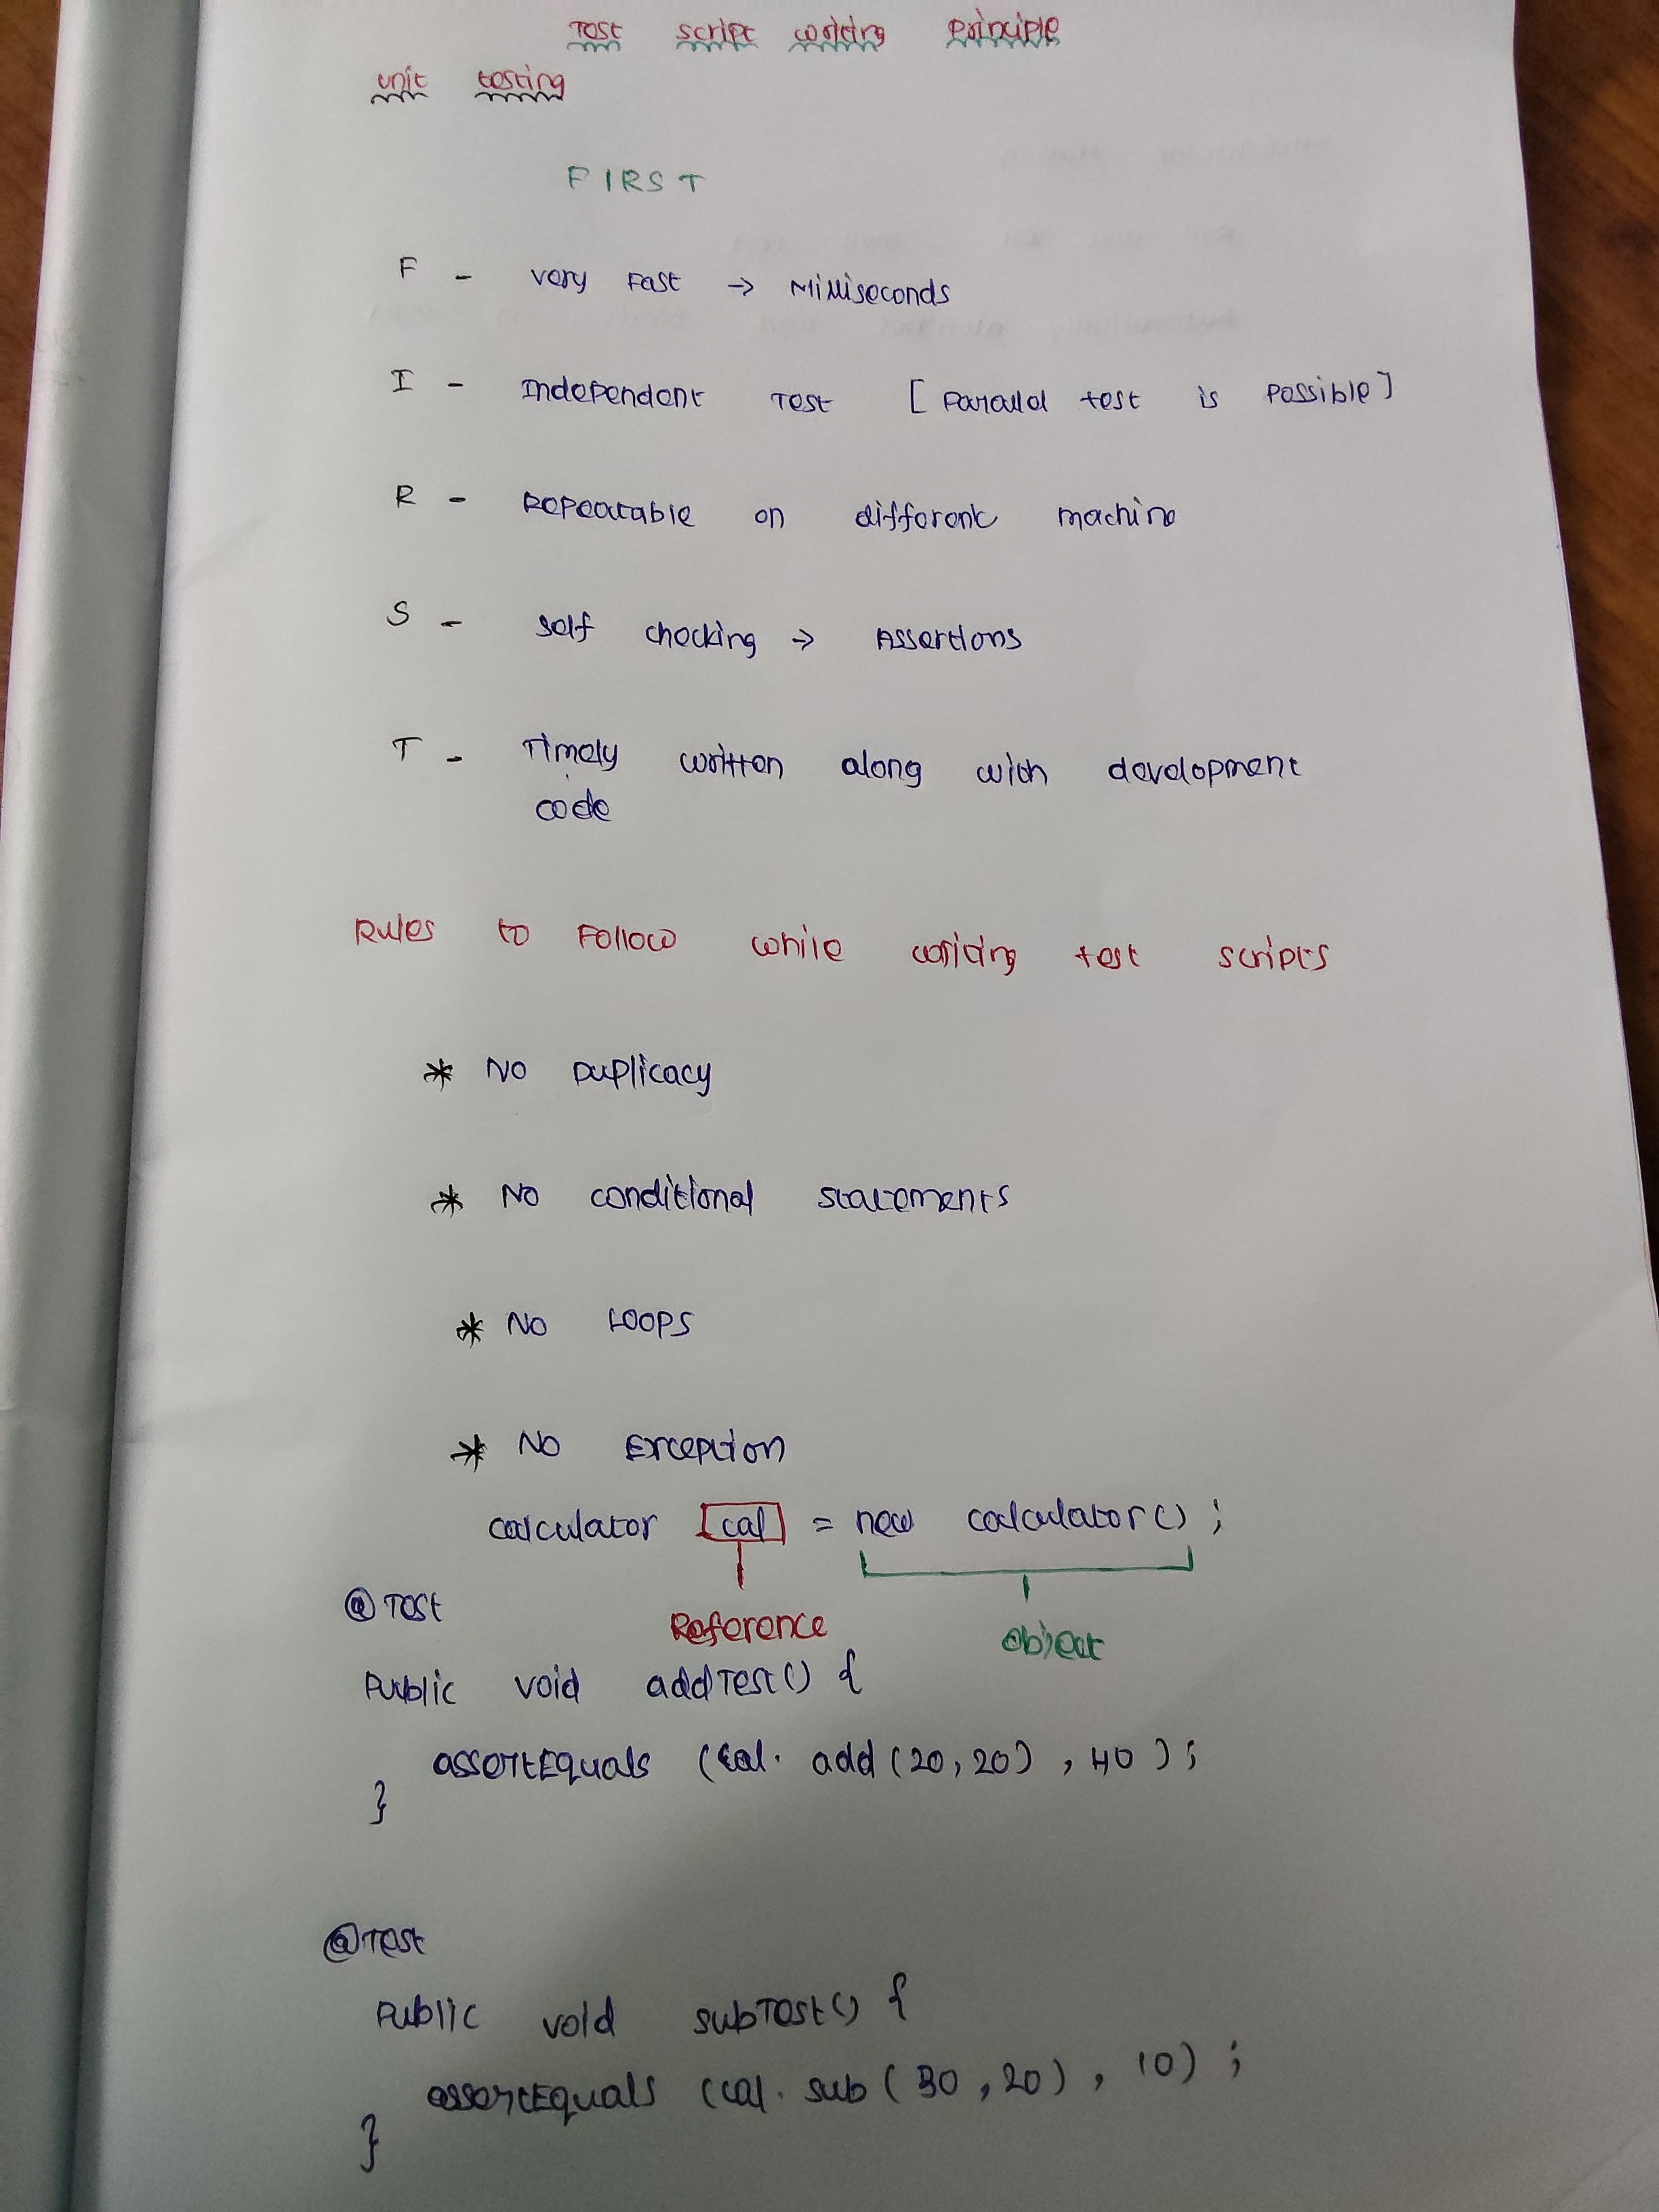 Test script writing Principle
unit testing
FIRST
F - very Fast → Milliseconds
I - Independent Test [Parallel test is possible]
R - Repeatable on different machine
S - self checking → Assertions
T - Timely written along with development
code
Rules to Follow while writing test scripts
* No Duplicacy
* No conditional statements
* No LOOPS
* No Exception
calculator cal = new calculator();
@Test
Reference
Object
Public void addTest() {
assertEquals (cal. add (20,20) , 40 );
}
@Test
Public void subTest() {
assertEquals (cal. sub (30,20) , 10) ;
}